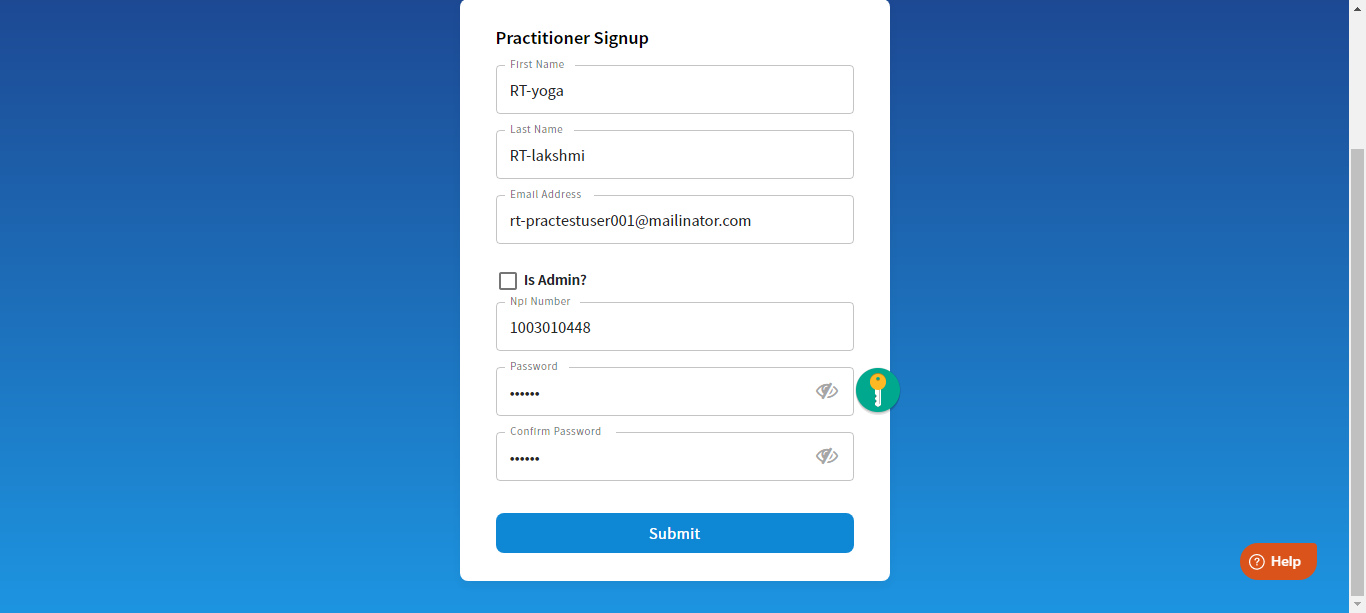 Practitioner Signup
First Name
RT-yoga
Last Name
RT-lakshmi
Email Address
rt-practestuser001@mailinator.com
Is Admin?
Npi Number
1003010448
Password
••••••
Confirm Password
••••••
Submit
? Help